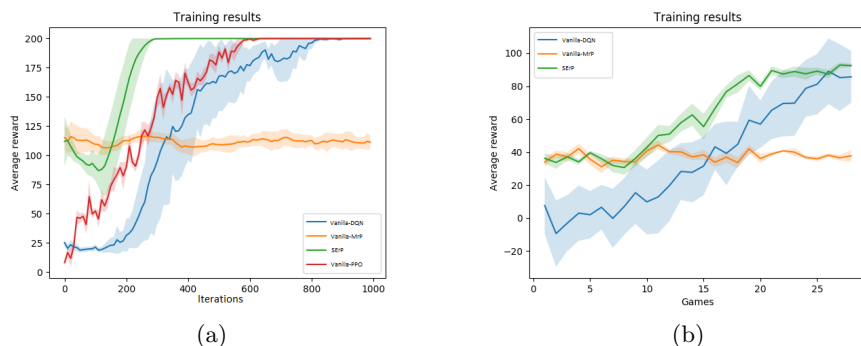 Training results
Average reward
200
175
150
125
100
75
50
25
0
0 200 400 600 800 1000
Iterations
Vanilla-DQN
Vanilla-MrP
SErP
Vanilla-PPO
(a)
Training results
Average reward
100
80
60
40
20
0
−20
0 5 10 15 20 25
Games
Vanilla-DQN
Vanilla-MrP
SErP
(b)